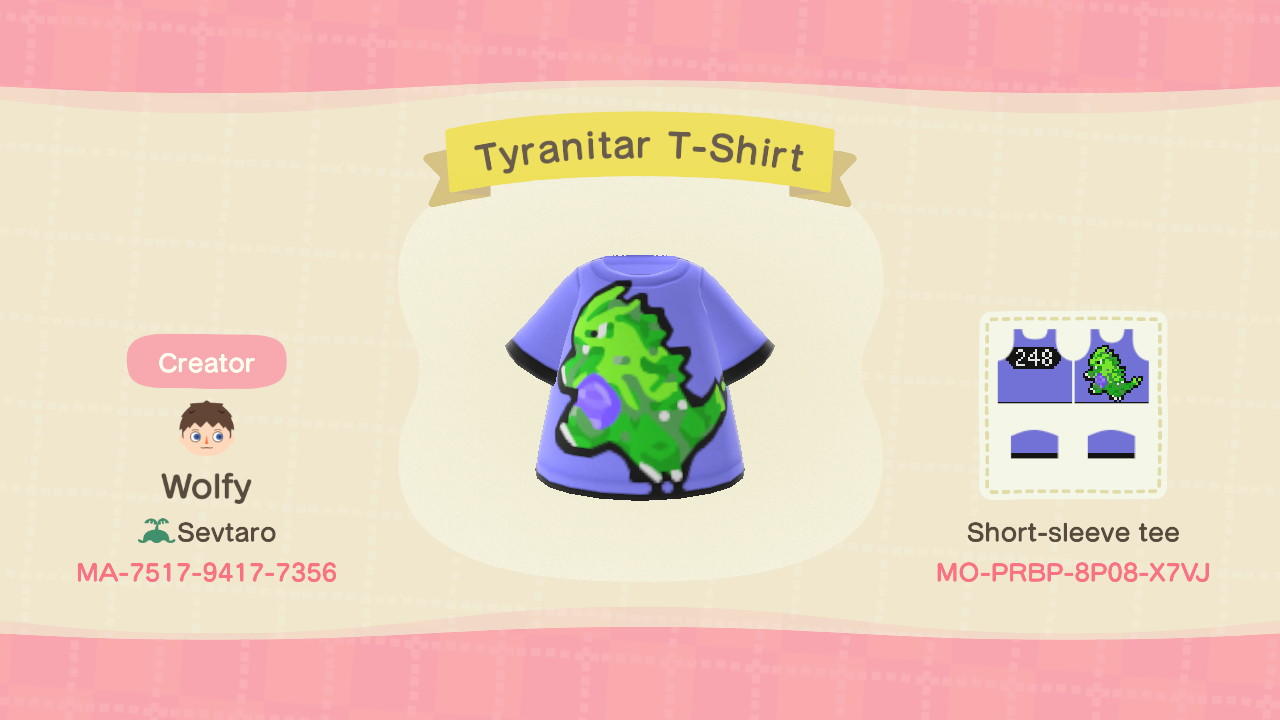 Tyranitar T-Shirt
Creator
Wolfy
Sevtaro
MA-7517-9417-7356
248
Short-sleeve tee
MO-PRBP-8P08-X7VJ